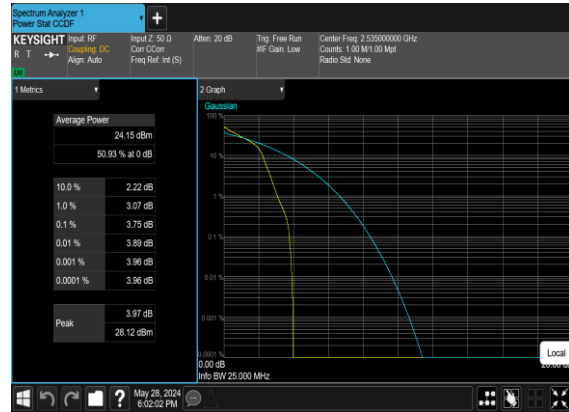 Spectrum Analyzer 1
Power Stat CCDF
+
KEYSIGHT
R T
LXI
Input: RF
Coupling: DC
Align: Auto
Input Z: 50 Ω
Corr CCorr
Freq Ref: Int (S)
Atten: 20 dB
Trig: Free Run
#IF Gain: Low
Center Freq: 2.535000000 GHz
Counts: 1.00 M/1.00 Mpt
Radio Std: None
1 Metrics
Average Power
24.15 dBm
50.93 % at 0 dB
10.0 % 2.22 dB
1.0 % 3.07 dB
0.1 % 3.75 dB
0.01 % 3.89 dB
0.001 % 3.96 dB
0.0001 % 3.96 dB
Peak
3.97 dB
28.12 dBm
2 Graph
Gaussian
100 %
10 %
1 %
0.1 %
0.01 %
0.001 %
0.0001 %
0.00 dB
Info BW 25.000 MHz
Local
?
May 28, 2024
6:02:02 PM